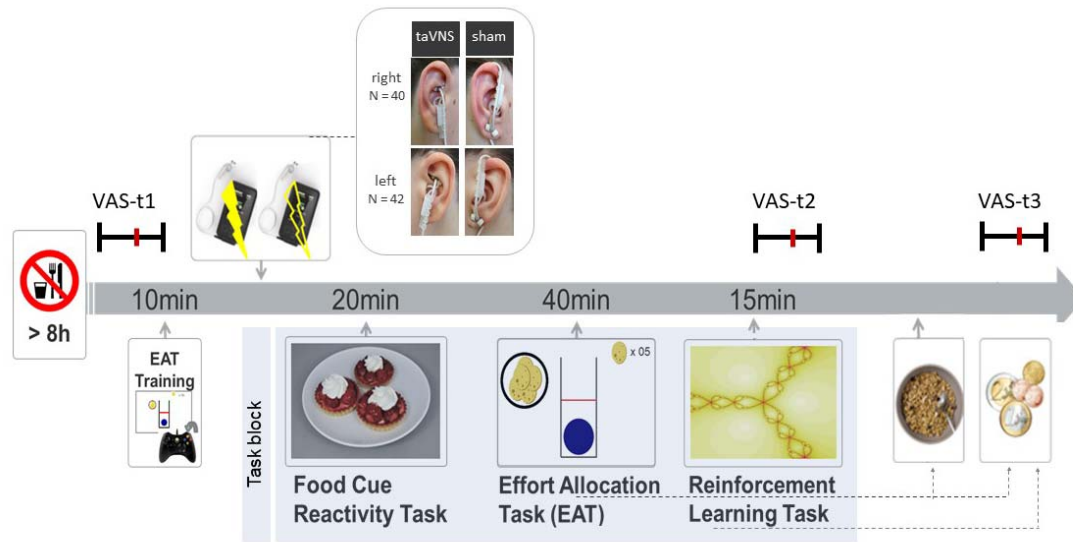 taVNS
sham
right
N = 40
left
N = 42
VAS-t1
VAS-t2
VAS-t3
> 8h
10min
20min
40min
15min
EAT
Training
Task block
x 05
Food Cue
Reactivity Task
Effort Allocation
Task (EAT)
Reinforcement
Learning Task